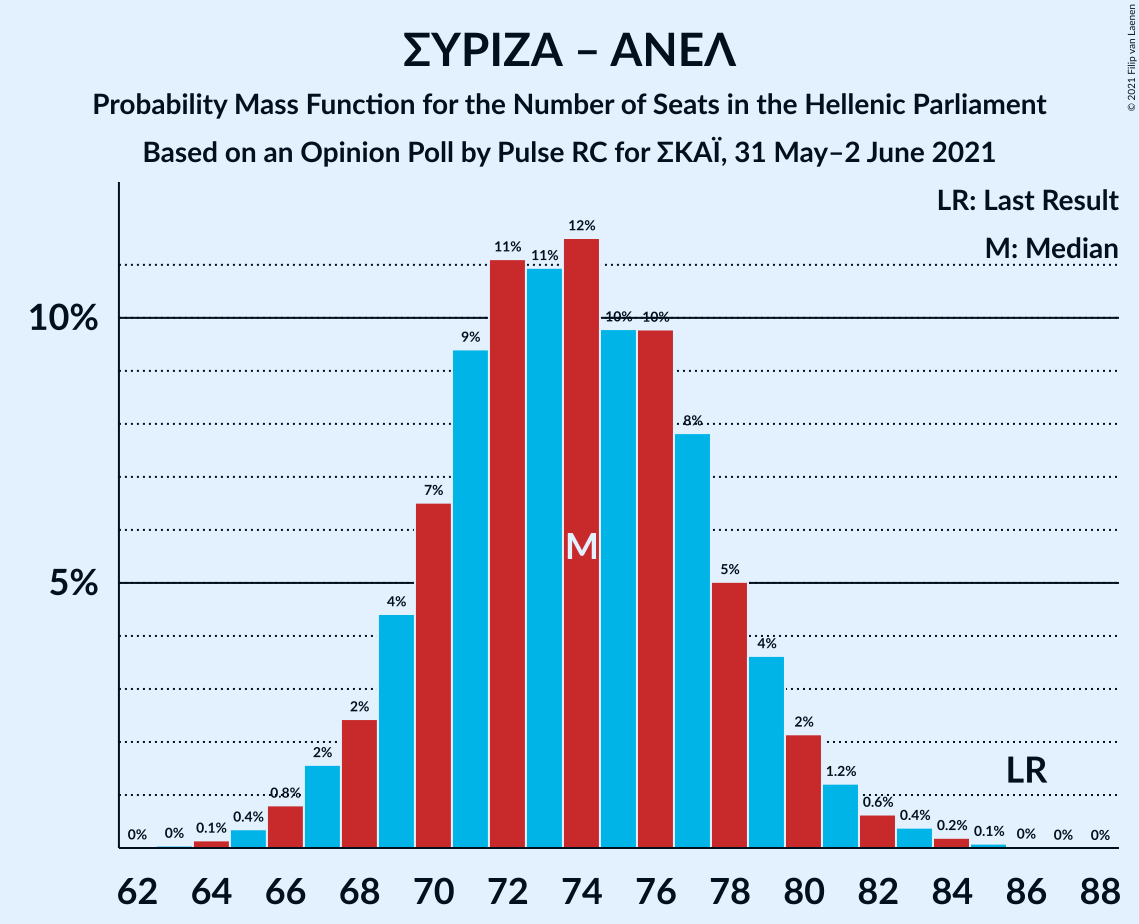 ΣΥΡΙΖΑ – ΑΝΕΛ
Probability Mass Function for the Number of Seats in the Hellenic Parliament
Based on an Opinion Poll by Pulse RC for ΣΚΑΪ, 31 May–2 June 2021
© 2021 Filip van Laenen
LR: Last Result
M: Median
10%
5%
0% 0% 0.1% 0.4% 0.8% 2% 2% 4% 7% 9% 11% 11% 12% 10% 10% 8% 5% 4% 2% 1.2% 0.6% 0.4% 0.2% 0.1% 0% 0% 0%
M
LR
62 64 66 68 70 72 74 76 78 80 82 84 86 88